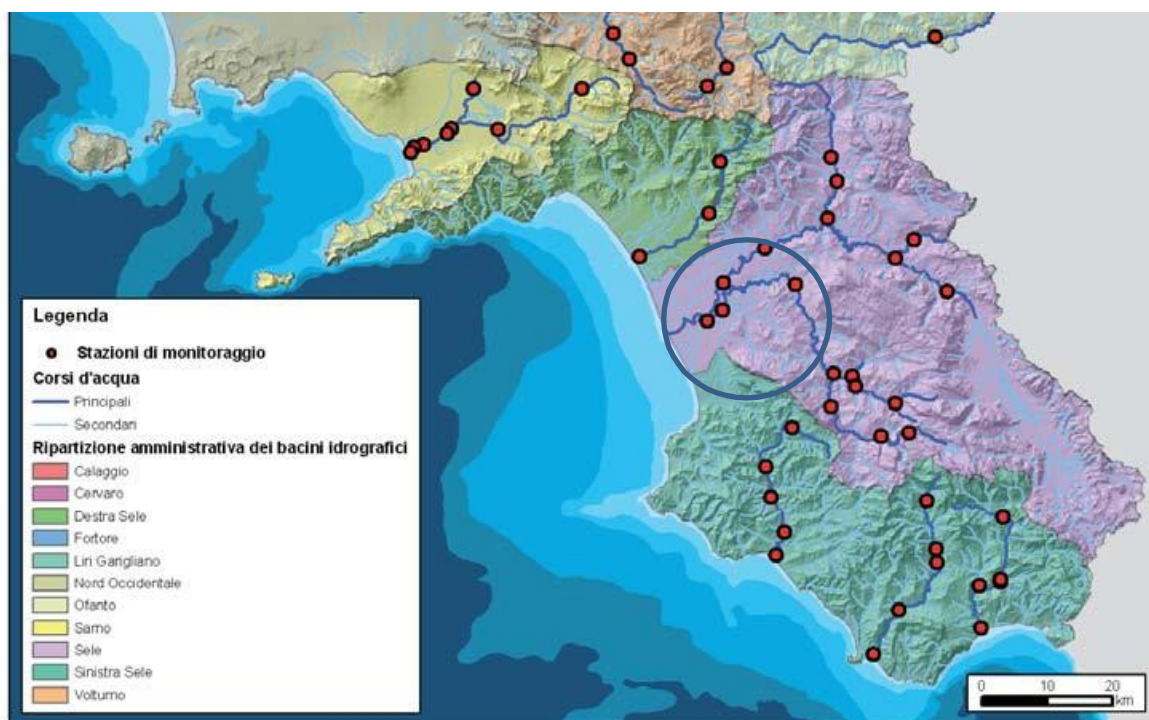 Legenda
Stazioni di monitoraggio
Corsi d'acqua
Principali
Secondari
Ripartizione amministrativa dei bacini idrografici
Calaggio
Cervaro
Destra Sele
Fortore
Liri Garigliano
Nord Occidentale
Ofanto
Sarno
Sele
Sinistra Sele
Volturno
0 10 20
km